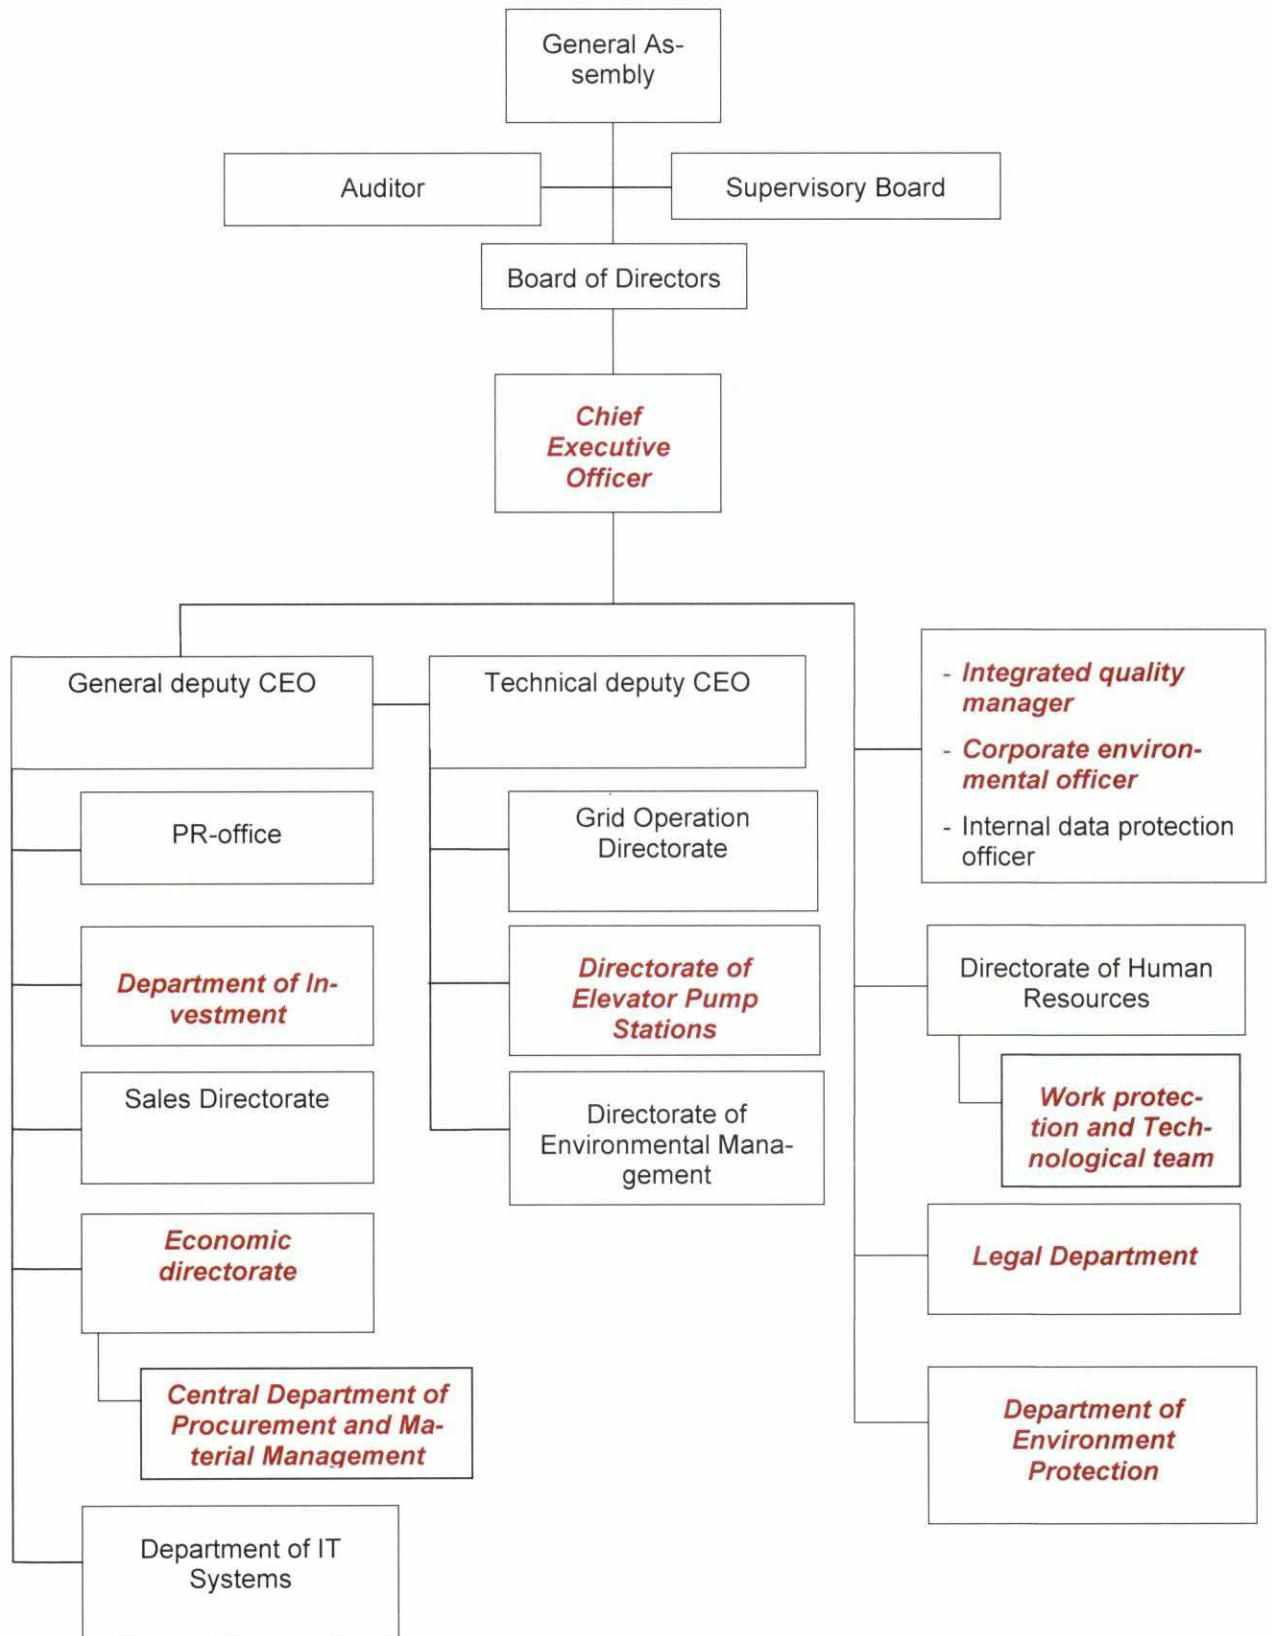 General As-
sembly
Auditor
Supervisory Board
Board of Directors
Chief
Executive
Officer
General deputy CEO
Technical deputy CEO
- Integrated quality
manager
- Corporate environ-
mental officer
- Internal data protection
officer
PR-office
Grid Operation
Directorate
Department of In-
vestment
Directorate of
Elevator Pump
Stations
Directorate of Human
Resources
Work protec-
tion and Tech-
nological team
Sales Directorate
Directorate of
Environmental Mana-
gement
Economic
directorate
Legal Department
Central Department of
Procurement and Ma-
terial Management
Department of
Environment
Protection
Department of IT
Systems